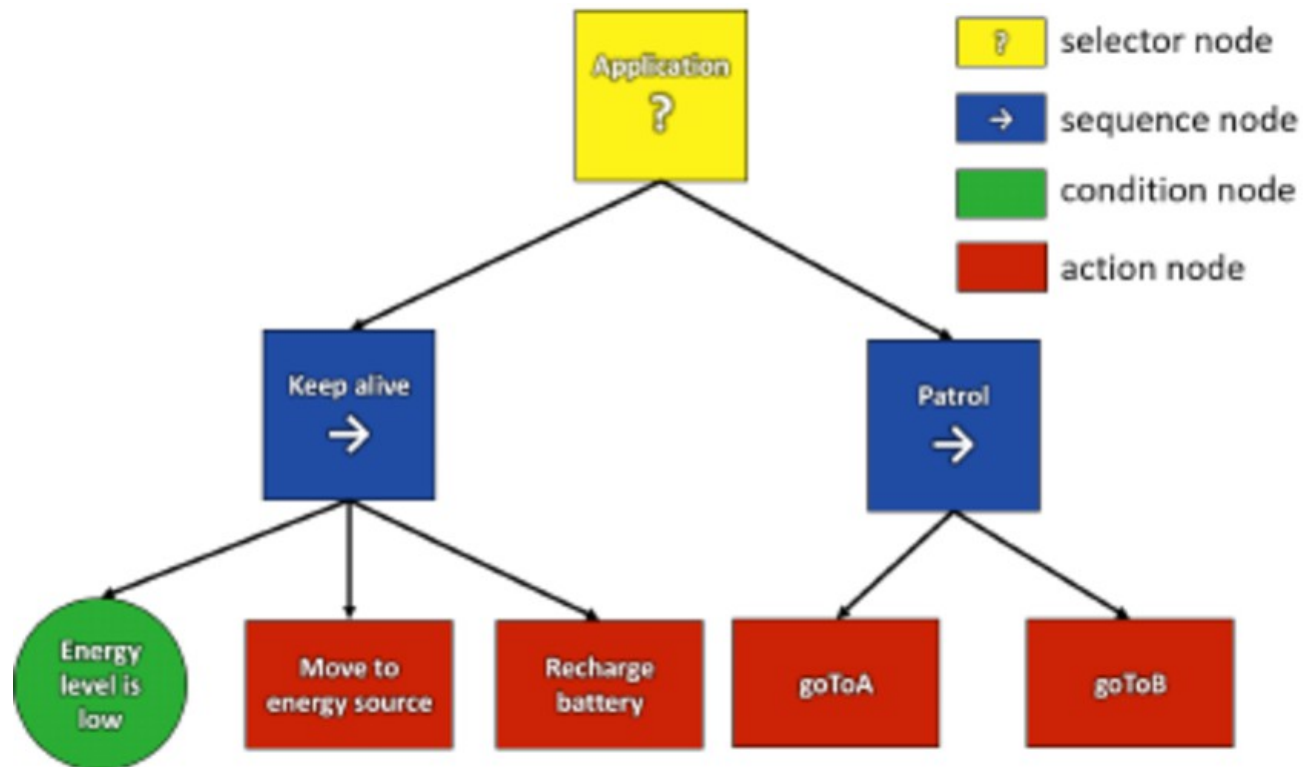 Application
?
? selector node
→ sequence node
condition node
action node
Keep alive
→
Patrol
→
Energy
level is
low
Move to
energy source
Recharge
battery
goToA
goToB